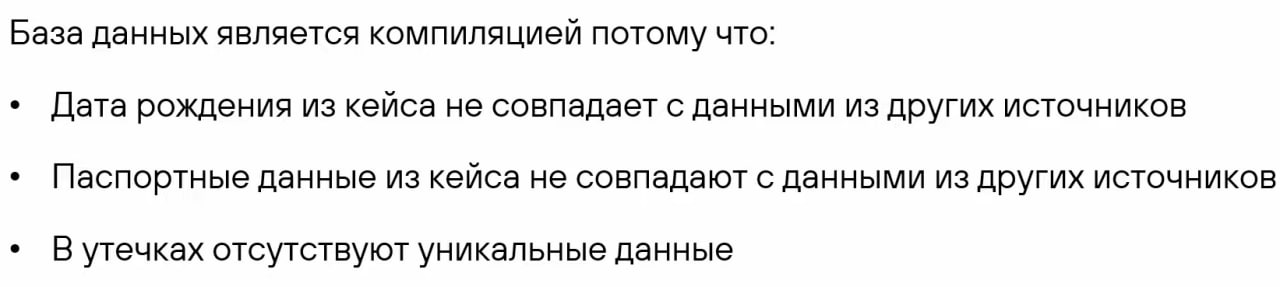 База данных является компиляцией потому что:
• Дата рождения из кейса не совпадает с данными из других источников
• Паспортные данные из кейса не совпадают с данными из других источников
• В утечках отсутствуют уникальные данные